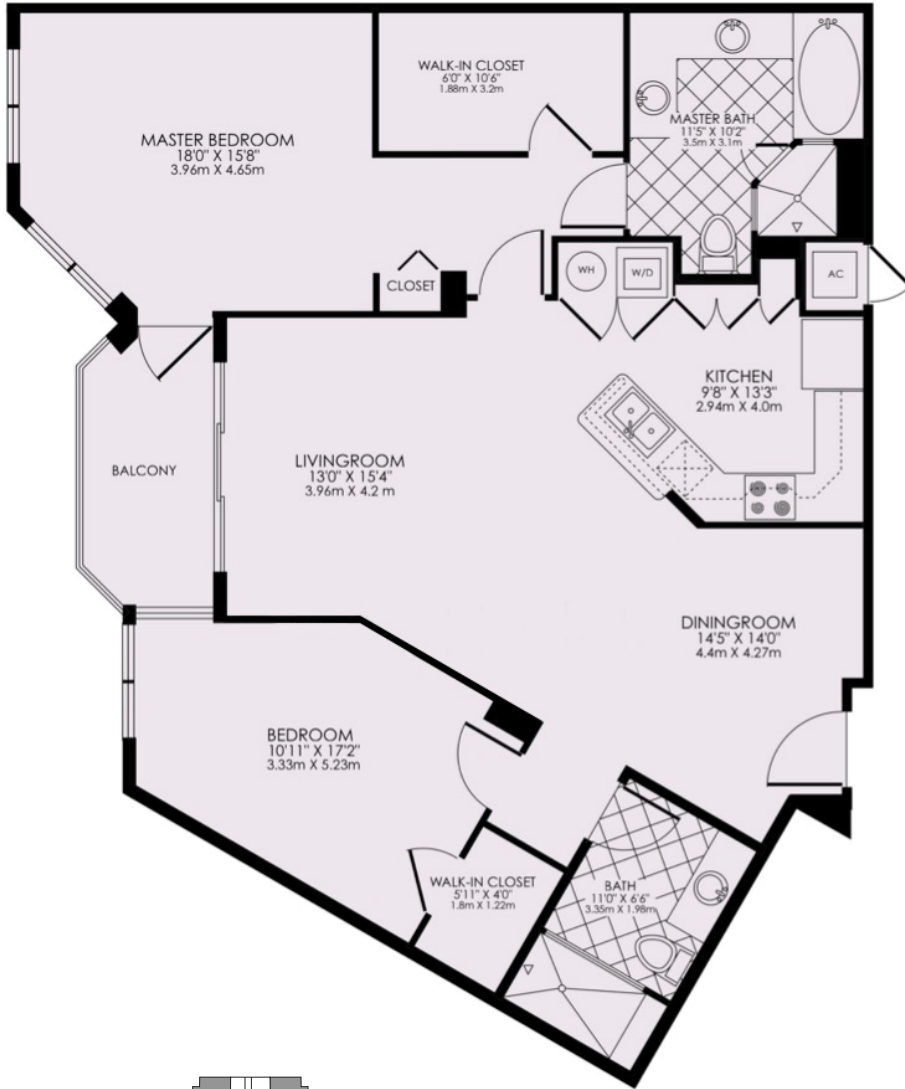 WALK-IN CLOSET
6'0" X 10'6"
1.88m X 3.2m
MASTER BEDROOM
18'0" X 15'8"
3.96m X 4.65m
MASTER BATH
11'5" X 10'2"
3.5m X 3.1m
CLOSET
WH
W/D
AC
KITCHEN
9'8" X 13'3"
2.94m X 4.0m
LIVINGROOM
13'0" X 15'4"
3.96m X 4.2 m
BALCONY
DININGROOM
14'5" X 14'0"
4.4m X 4.27m
BEDROOM
10'11" X 17'2"
3.33m X 5.23m
WALK-IN CLOSET
5'11" X 4'0"
1.8m X 1.22m
BATH
11'0" X 6'6"
3.35m X 1.98m